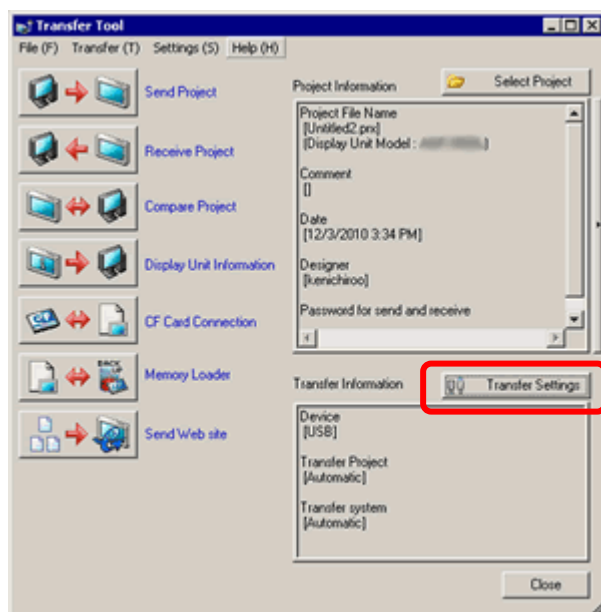 Transfer Tool
File (F) Transfer (T) Settings (S) Help (H)
Send Project
Receive Project
Compare Project
Display Unit Information
CF Card Connection
Memory Loader
Send Web site
Project Information
Select Project
Project File Name
[Untitled2.prx]
(Display Unit Model : )
Comment
[]
Date
[12/3/2010 3:34 PM]
Designer
[kenichiroo]
Password for send and receive
Transfer Information
Transfer Settings
Device
[USB]
Transfer Project
[Automatic]
Transfer system
[Automatic]
Close
BACK
UP